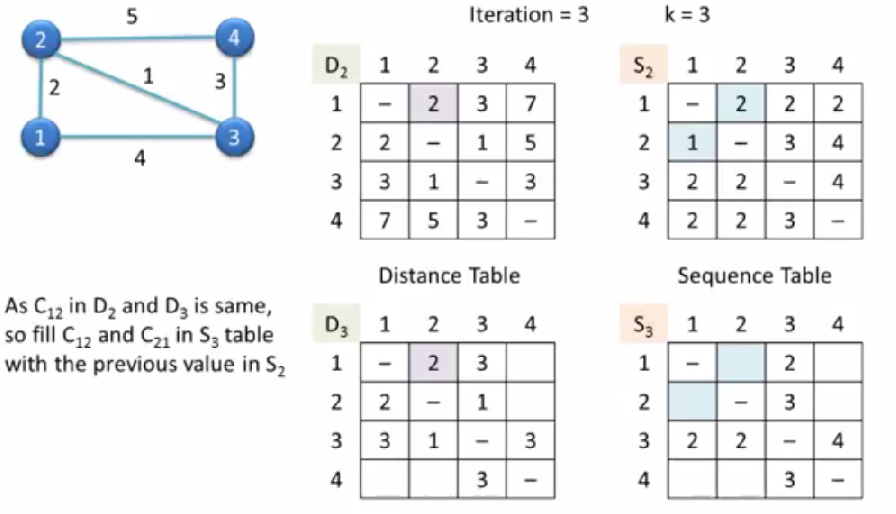 Iteration = 3 k = 3
5
2 4
2 1 3
1 3
4
D2 1 2 3 4
1 – 2 3 7
2 2 – 1 5
3 3 1 – 3
4 7 5 3 –
S2 1 2 3 4
1 – 2 2 2
2 1 – 3 4
3 2 2 – 4
4 2 2 3 –
Distance Table
Sequence Table
As C12 in D2 and D3 is same,
so fill C12 and C21 in S3 table
with the previous value in S2
D3 1 2 3 4
1 – 2 3
2 2 – 1
3 3 1 – 3
4 3 –
S3 1 2 3 4
1 – 2
2 – 3
3 2 2 – 4
4 3 –